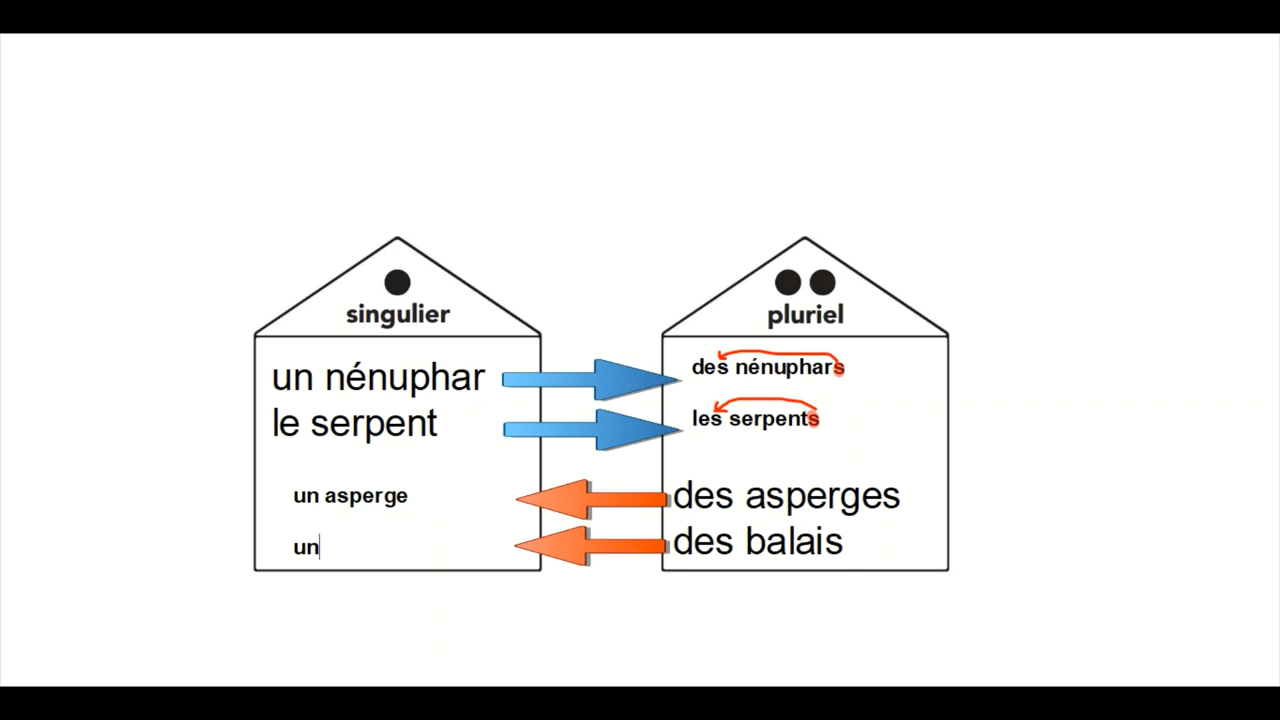 singulier
un nénuphar
le serpent
un asperge
un
pluriel
des nénuphars
les serpents
des asperges
des balais